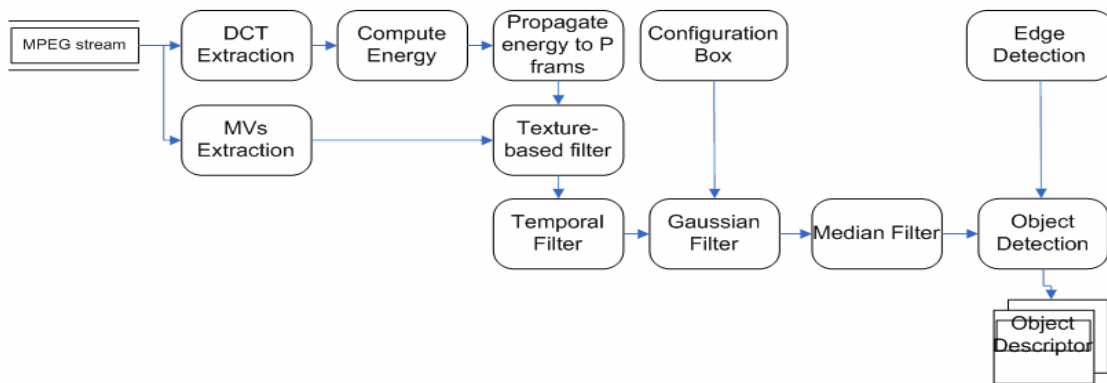 MPEG stream
DCT
Extraction
Compute
Energy
Propagate
energy to P
frams
Configuration
Box
Edge
Detection
MVs
Extraction
Texture-
based filter
Temporal
Filter
Gaussian
Filter
Median Filter
Object
Detection
Object
Descriptor